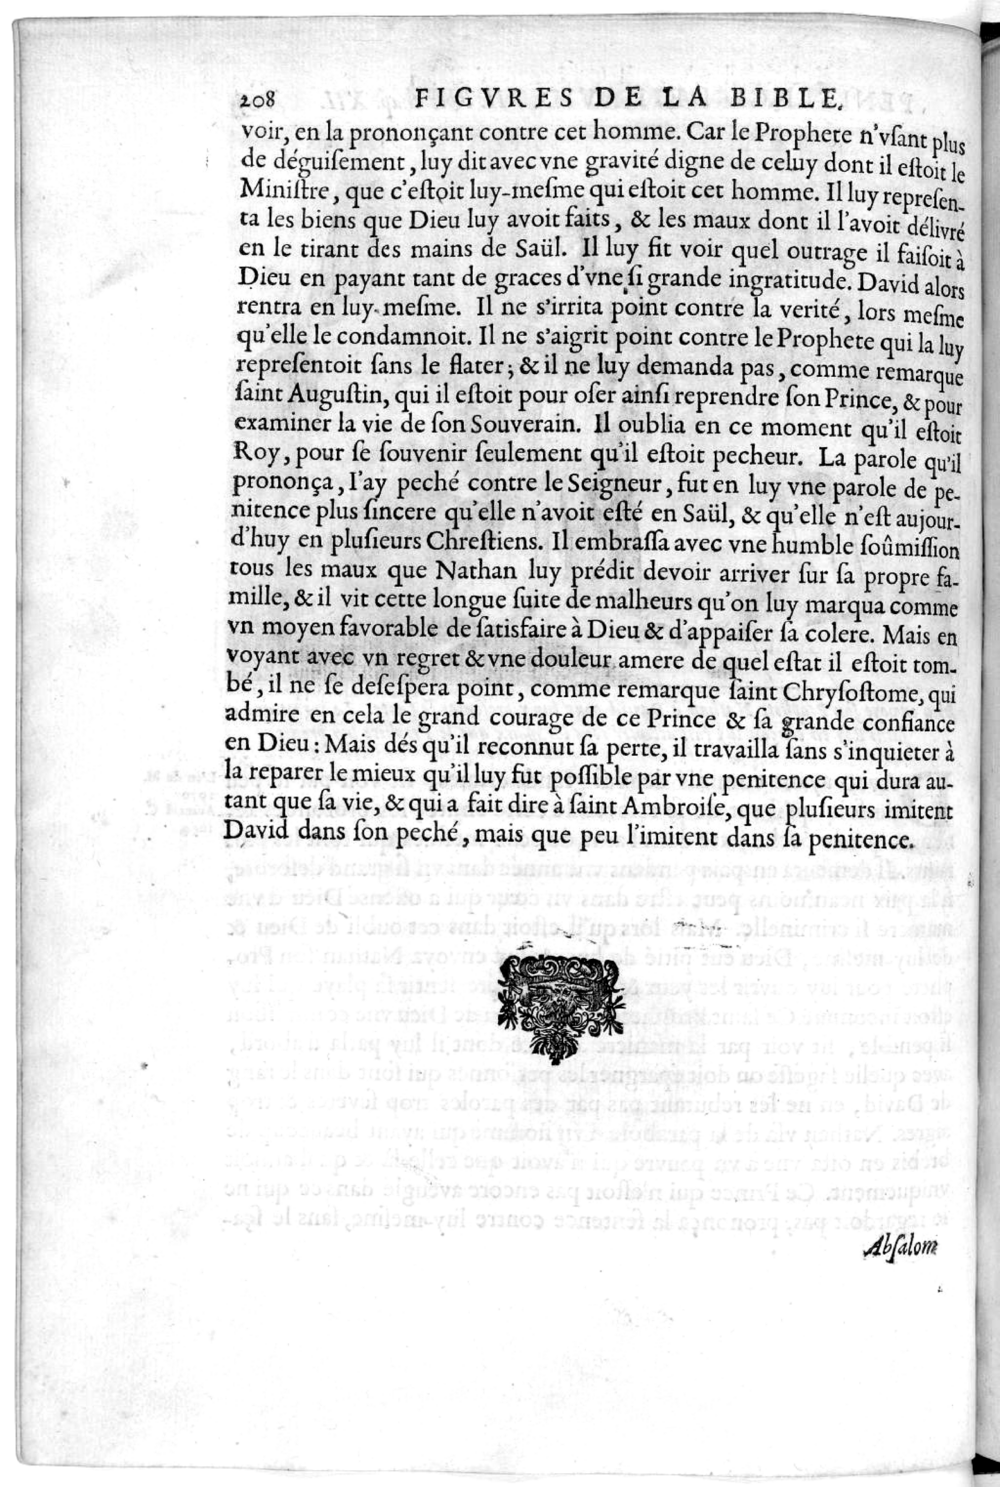 208 FIGVRES DE LA BIBLE.
voir, en la prononçant contre cet homme. Car le Prophete n'vſant plus
de déguiſement, luy dit avec vne gravité digne de celuy dont il eſtoit le
Miniſtre, que c'eſtoit luy-meſme qui eſtoit cet homme. Il luy repreſen-
ta les biens que Dieu luy avoit faits, & les maux dont il l'avoit délivré
en le tirant des mains de Saül. Il luy fit voir quel outrage il faiſoit à
Dieu en payant tant de graces d'vne ſi grande ingratitude. David alors
rentra en luy-meſme. Il ne s'irrita point contre la verité, lors meſme
qu'elle le condamnoit. Il ne s'aigrit point contre le Prophete qui la luy
repreſentoit ſans le flater; & il ne luy demanda pas, comme remarque
ſaint Auguſtin, qui il eſtoit pour oſer ainſi reprendre ſon Prince, & pour
examiner la vie de ſon Souverain. Il oublia en ce moment qu'il eſtoit
Roy, pour ſe ſouvenir ſeulement qu'il eſtoit pecheur. La parole qu'il
prononça, I'ay peché contre le Seigneur, fut en luy vne parole de pe-
nitence plus ſincere qu'elle n'avoit eſté en Saül, & qu'elle n'eſt aujour-
d'huy en pluſieurs Chreſtiens. Il embraſſa avec vne humble ſoûmiſſion
tous les maux que Nathan luy prédit devoir arriver ſur ſa propre fa-
mille, & il vit cette longue ſuite de malheurs qu'on luy marqua comme
vn moyen favorable de ſatisfaire à Dieu & d'appaiſer ſa colere. Mais en
voyant avec vn regret & vne douleur amere de quel eſtat il eſtoit tom-
bé, il ne ſe deſeſpera point, comme remarque ſaint Chryſoſtome, qui
admire en cela le grand courage de ce Prince & ſa grande confiance
en Dieu: Mais dés qu'il reconnut ſa perte, il travailla ſans s'inquieter à
la reparer le mieux qu'il luy fut poſſible par vne penitence qui dura au-
tant que ſa vie, & qui a fait dire à ſaint Ambroiſe, que pluſieurs imitent
David dans ſon peché, mais que peu l'imitent dans ſa penitence.
Abſalom